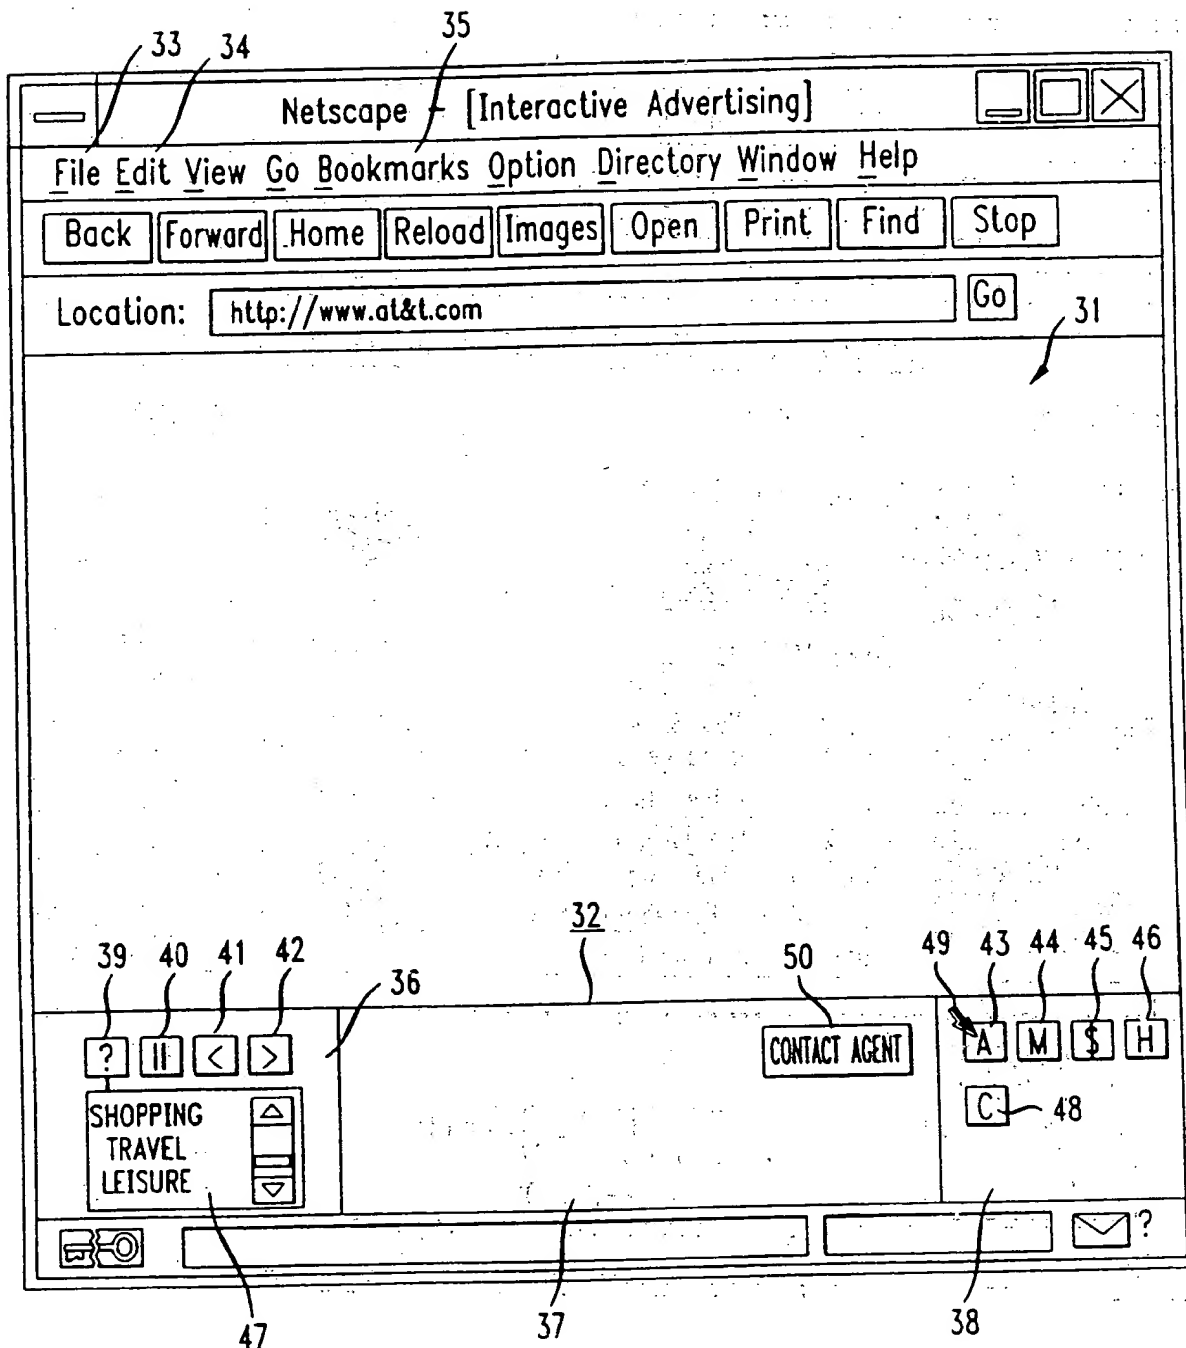 33 34 35
Netscape - [Interactive Advertising]
File Edit View Go Bookmarks Option Directory Window Help
Back Forward Home Reload Images Open Print Find Stop
Location: http://www.at&t.com Go
31
32
39 40 41 42 36 50 49 43 44 45 46
? II < > CONTACT AGENT A M $ H
SHOPPING
TRAVEL
LEISURE
C 48
?
47 37 38